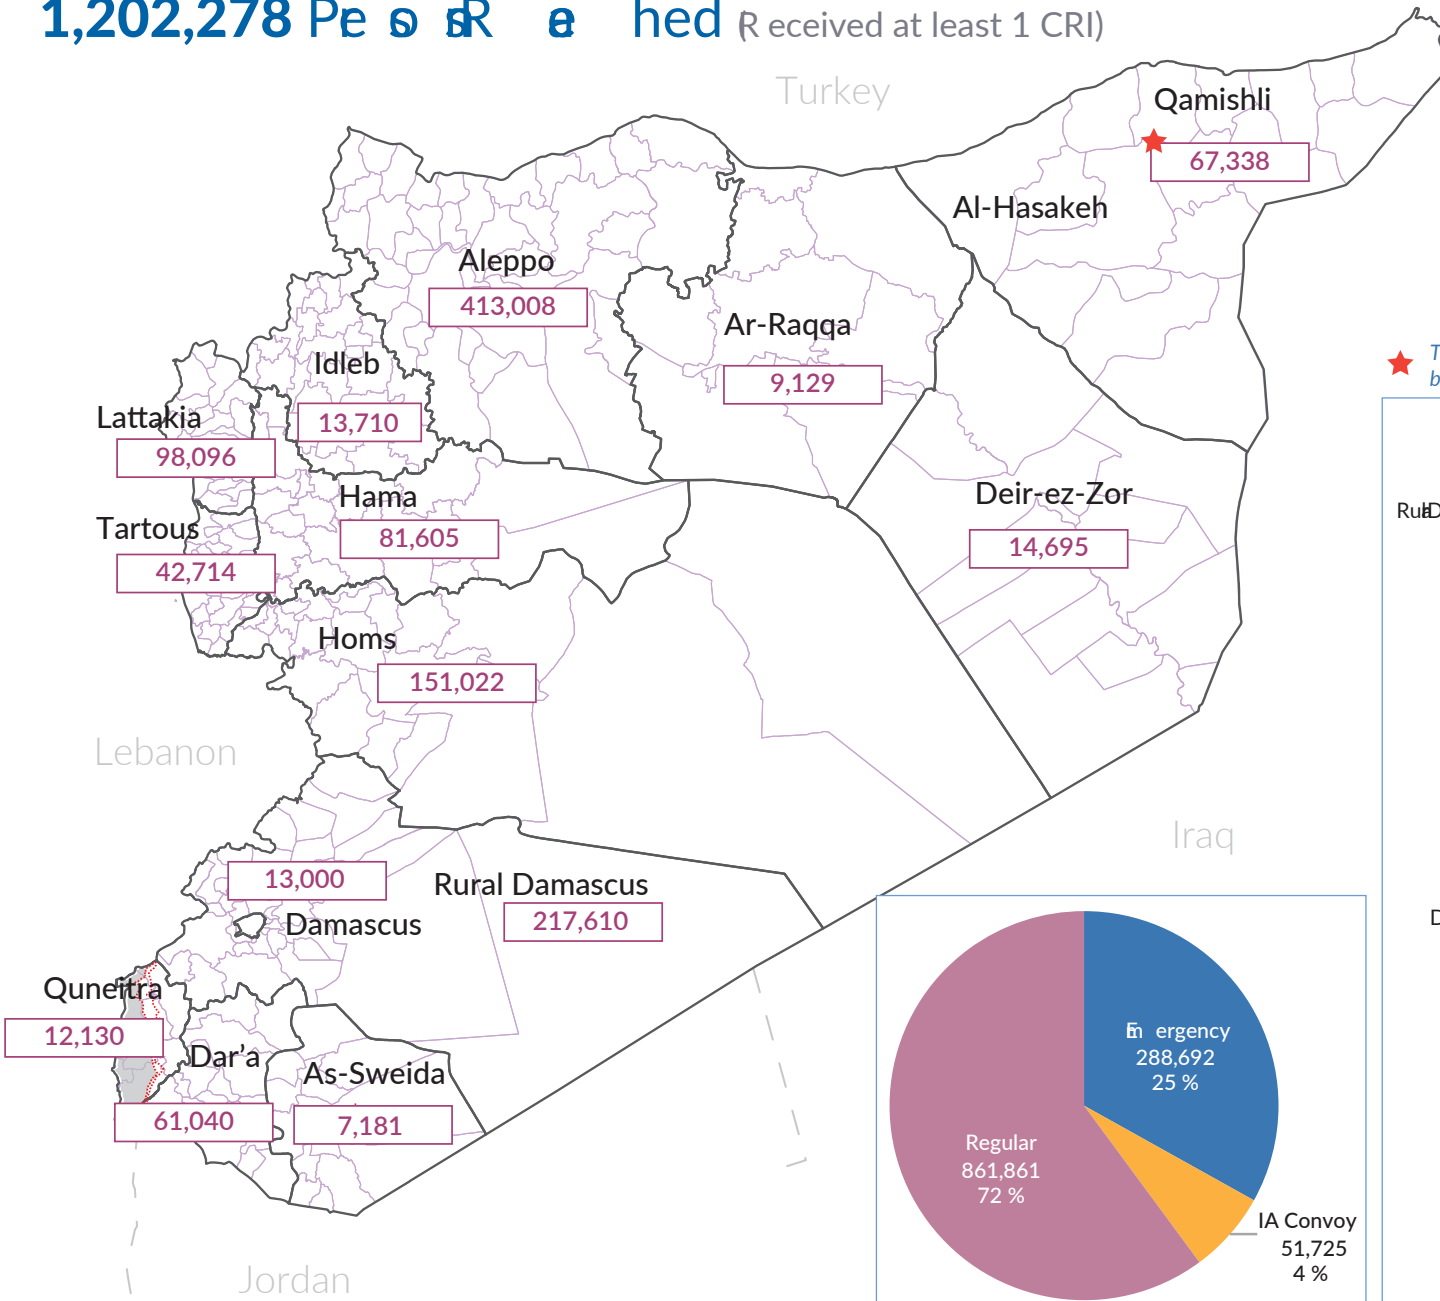 1,202,278 Persons Reached (Received at least 1 CRI)
Turkey
Qamishli
67,338
Al-Hasakeh
Aleppo
413,008
Ar-Raqqa
9,129
Idleb
13,710
Lattakia
98,096
Hama
81,605
Tartous
42,714
Deir-ez-Zor
14,695
Homs
151,022
Lebanon
Iraq
13,000
Rural Damascus
217,610
Damascus
Quneitra
12,130
Dar'a
61,040
As-Sweida
7,181
Jordan
Emergency
288,692
25 %
Regular
861,861
72 %
IA Convoy
51,725
4 %